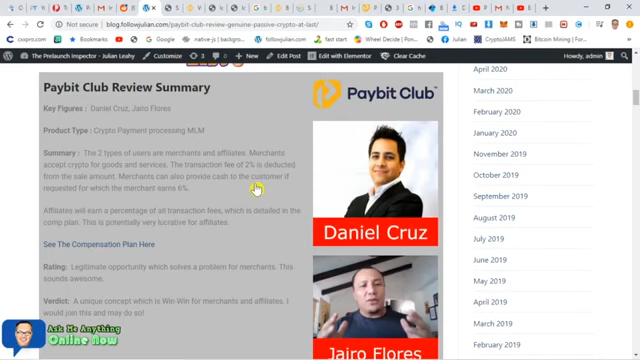 Not secure | blog.followjulian.com/paybit-club-review-genuine-passive-crypto-at-last/
cxxpro.com Bookmarks native>background followjulian.com fast start Wheel Deal Builder CryptoJAMS Bitcoin Mining
The Prelaunch Inspector Customize 3 0 + New Edit Post Edit with Elementor Clear Cache Howdy, admin
Paybit Club Review Summary
Key Figures : Daniel Cruz, Jairo Flores
Product Type : Crypto Payment processing MLM
Summary : The 2 types of users are merchants and affiliates. Merchants
accept crypto for goods and services. The transaction fee of 2% is deducted
from the sale amount. Merchants can also provide cash to the customer if
requested for which the merchant earns 6%.
Affiliates will earn a percentage of all transaction fees, which is detailed in the
comp plan. This is potentially very lucrative for affiliates.
See The Compensation Plan Here
Rating: Legitimate opportunity which solves a problem for merchants. This
sounds awesome.
Verdict: A unique concept which is Win-Win for merchants and affiliates. I
would join this and may do so!
Paybit Club
Daniel Cruz
Jairo Flores
April 2020
March 2020
February 2020
January 2020
November 2019
October 2019
September 2019
August 2019
July 2019
June 2019
May 2019
April 2019
March 2019
February 2019
Ask Me Anything
Online Now